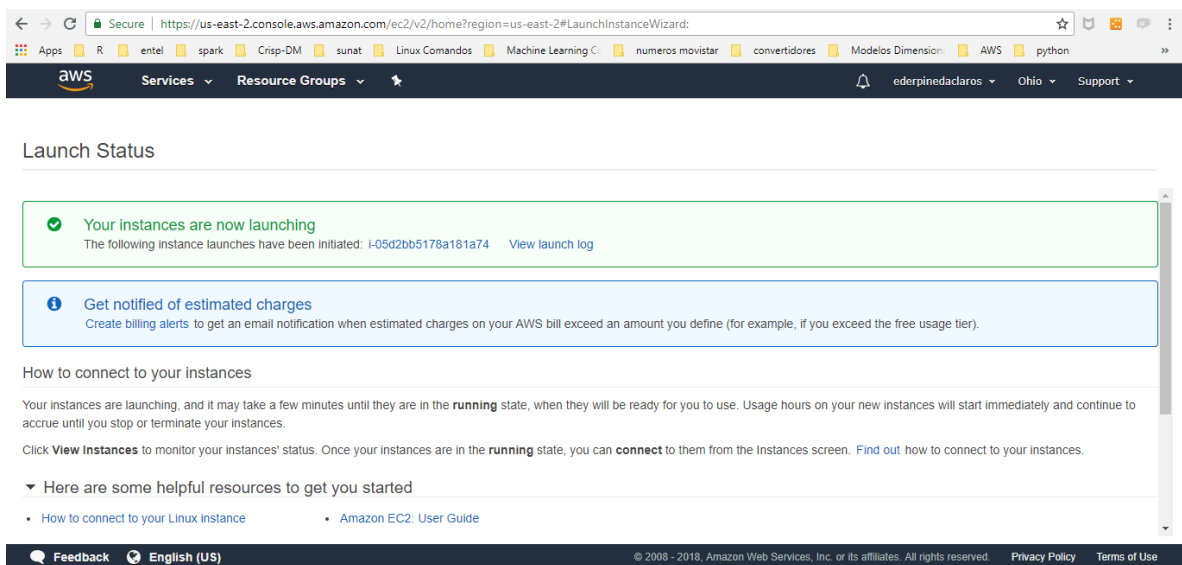 Secure | https://us-east-2.console.aws.amazon.com/ec2/v2/home?region=us-east-2#LaunchInstanceWizard:
Apps R entel spark Crisp-DM sunat Linux Comandos Machine Learning numeros movistar convertidores Modelos Dimension AWS python »
aws Services Resource Groups ederpinedaclaros Ohio Support
Launch Status
Your instances are now launching
The following instance launches have been initiated: i-05d2bb5178a181a74 View launch log
Get notified of estimated charges
Create billing alerts to get an email notification when estimated charges on your AWS bill exceed an amount you define (for example, if you exceed the free usage tier).
How to connect to your instances
Your instances are launching, and it may take a few minutes until they are in the running state, when they will be ready for you to use. Usage hours on your new instances will start immediately and continue to
accrue until you stop or terminate your instances.
Click View Instances to monitor your instances' status. Once your instances are in the running state, you can connect to them from the Instances screen. Find out how to connect to your instances.
Here are some helpful resources to get you started
• How to connect to your Linux instance • Amazon EC2: User Guide
Feedback English (US) © 2008 - 2018, Amazon Web Services, Inc. or its affiliates. All rights reserved. Privacy Policy Terms of Use